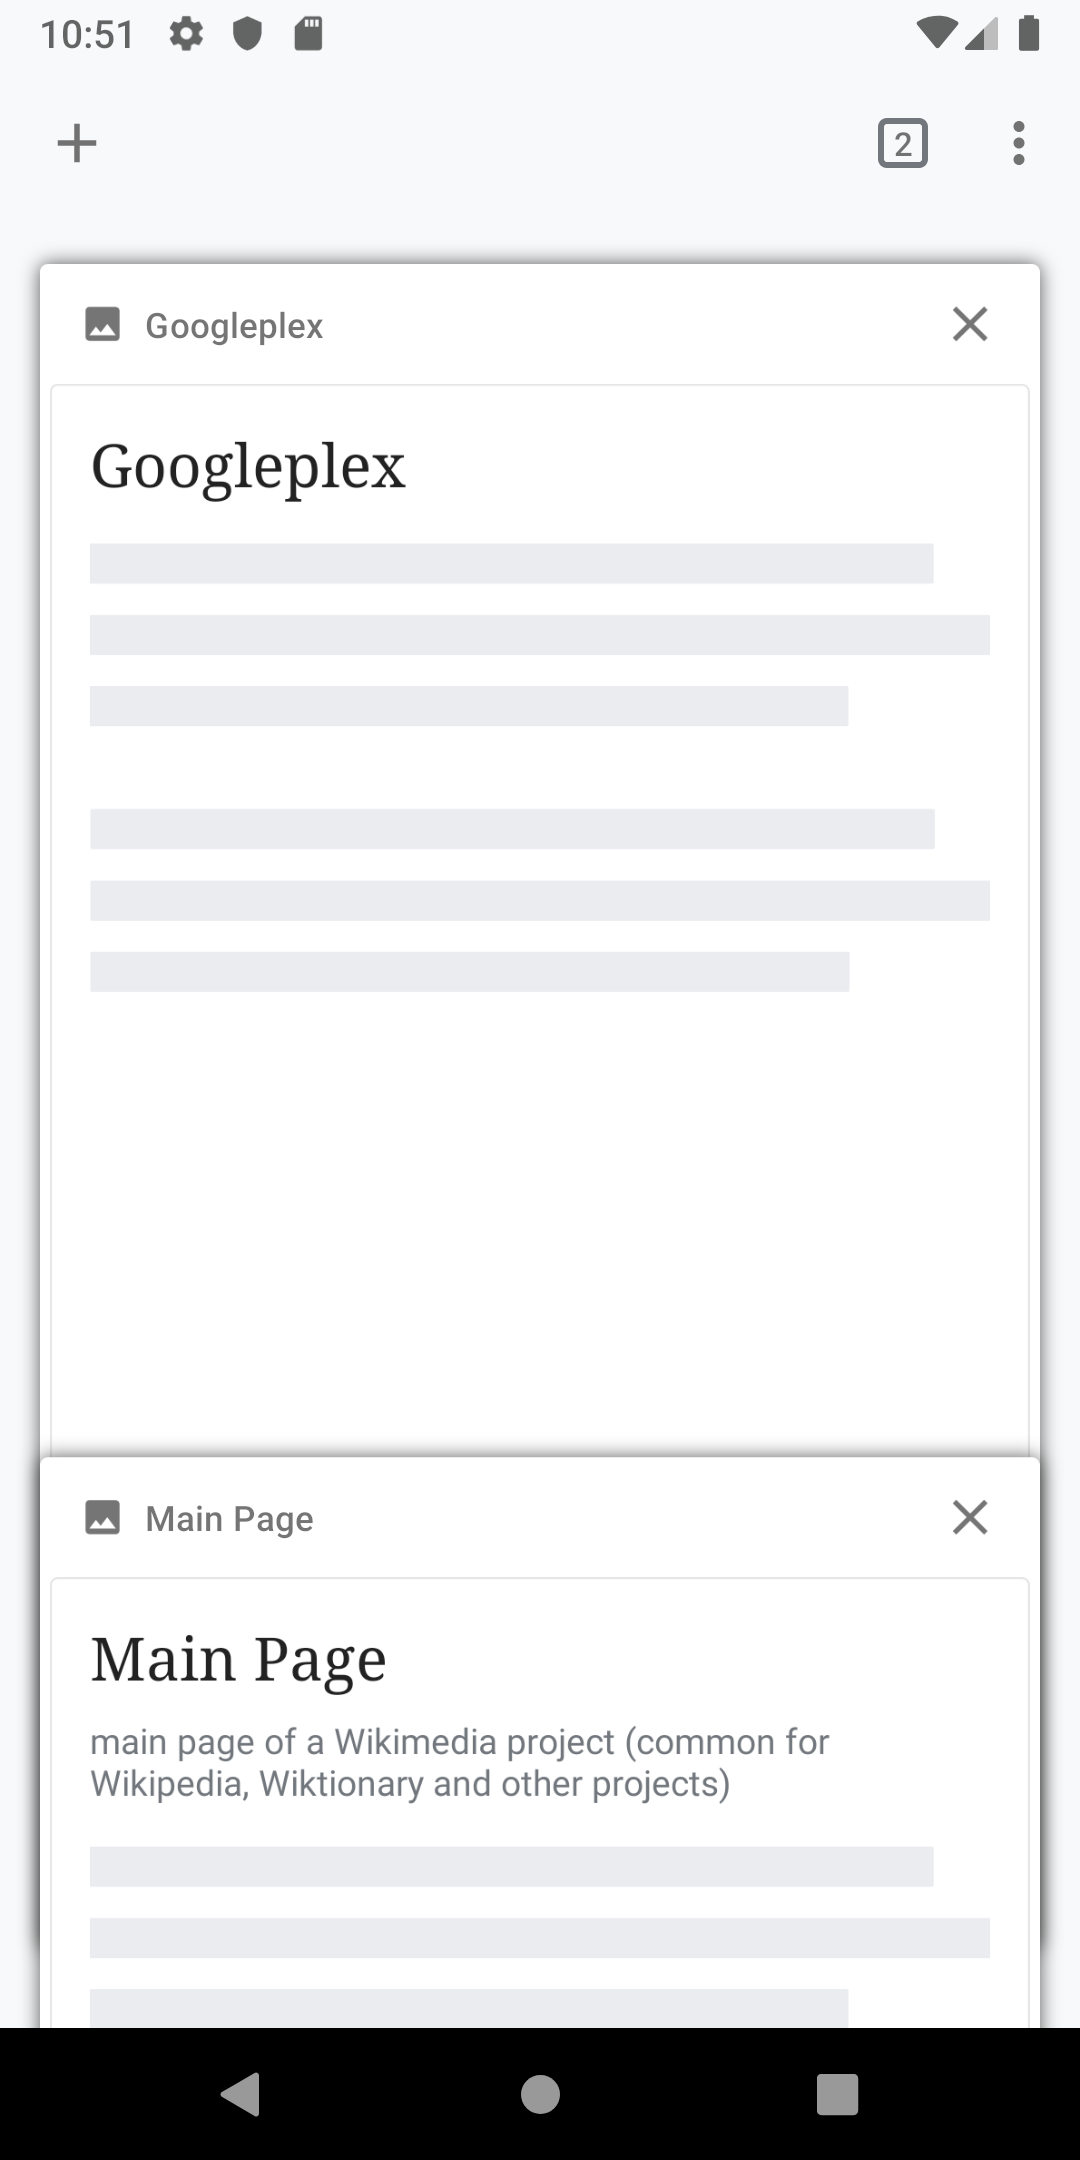 10:51
2
Googleplex
Googleplex
Main Page
Main Page
main page of a Wikimedia project (common for
Wikipedia, Wiktionary and other projects)